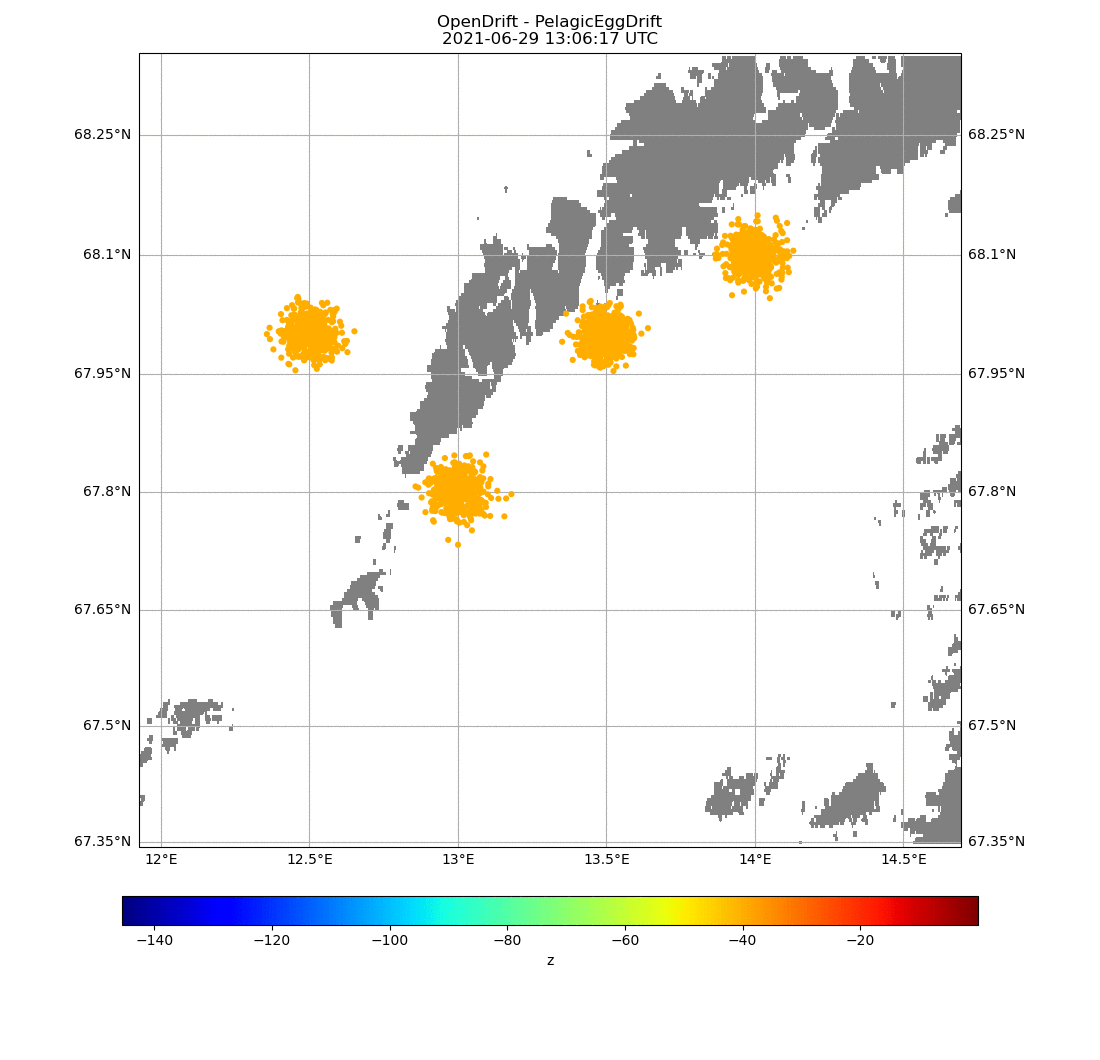 OpenDrift - PelagicEggDrift
2021-06-29 13:06:17 UTC
68.25°N 68.25°N
68.1°N 68.1°N
67.95°N 67.95°N
67.8°N 67.8°N
67.65°N 67.65°N
67.5°N 67.5°N
67.35°N 67.35°N
12°E 12.5°E 13°E 13.5°E 14°E 14.5°E
−140 −120 −100 −80 −60 −40 −20
z